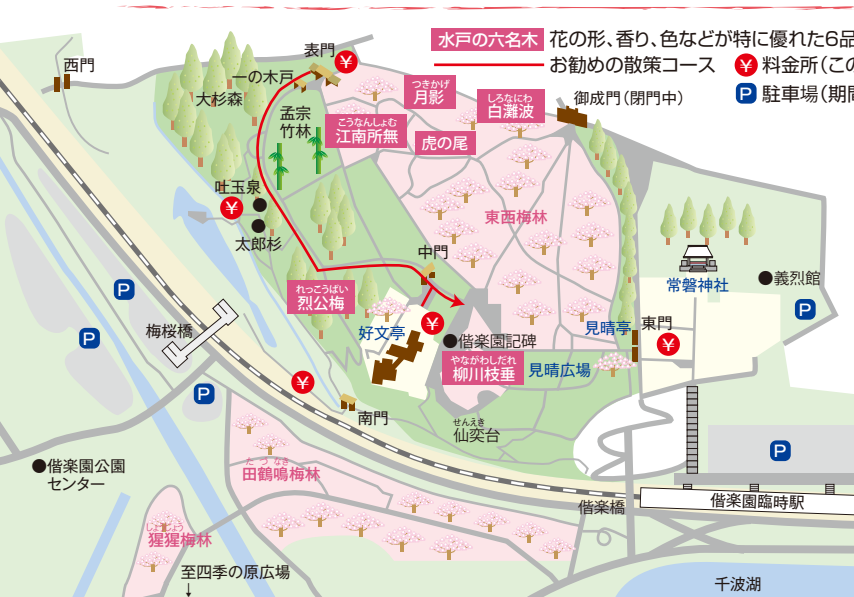 水戸の六名木 花の形、香り、色などが特に優れた6品
お勧めの散策コース ¥ 料金所(この
P 駐車場(期間
西門
表門
¥
一の木戸
大杉森
孟宗
竹林
つきかげ
月影
しろなにわ
白灘波
御成門(閉門中)
こうなんしょむ
江南所無
虎の尾
吐玉泉
¥
太郎杉
東西梅林
中門
常磐神社
義烈館
P
れっこうばい
烈公梅
P
梅桜橋
P
好文亭
¥
偕楽園記碑
見晴亭
東門
¥
やながわしだれ
柳川枝垂
見晴広場
¥
P
南門
せんえき
仙奕台
P
偕楽園公園
センター
たづなき
田鶴鳴梅林
偕楽橋
偕楽園臨時駅
しょうじょう
猩猩梅林
至四季の原広場
↓
千波湖